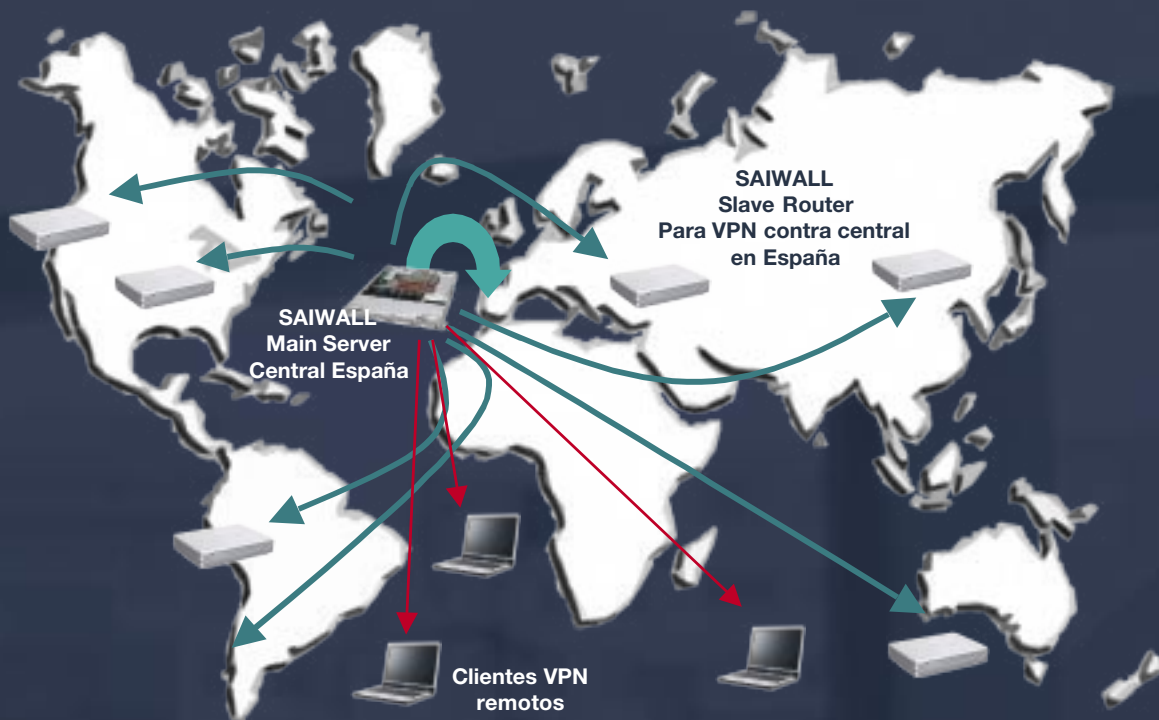 SAIWALL
Slave Router
Para VPN contra central
en España
SAIWALL
Main Server
Central España
Clientes VPN
remotos